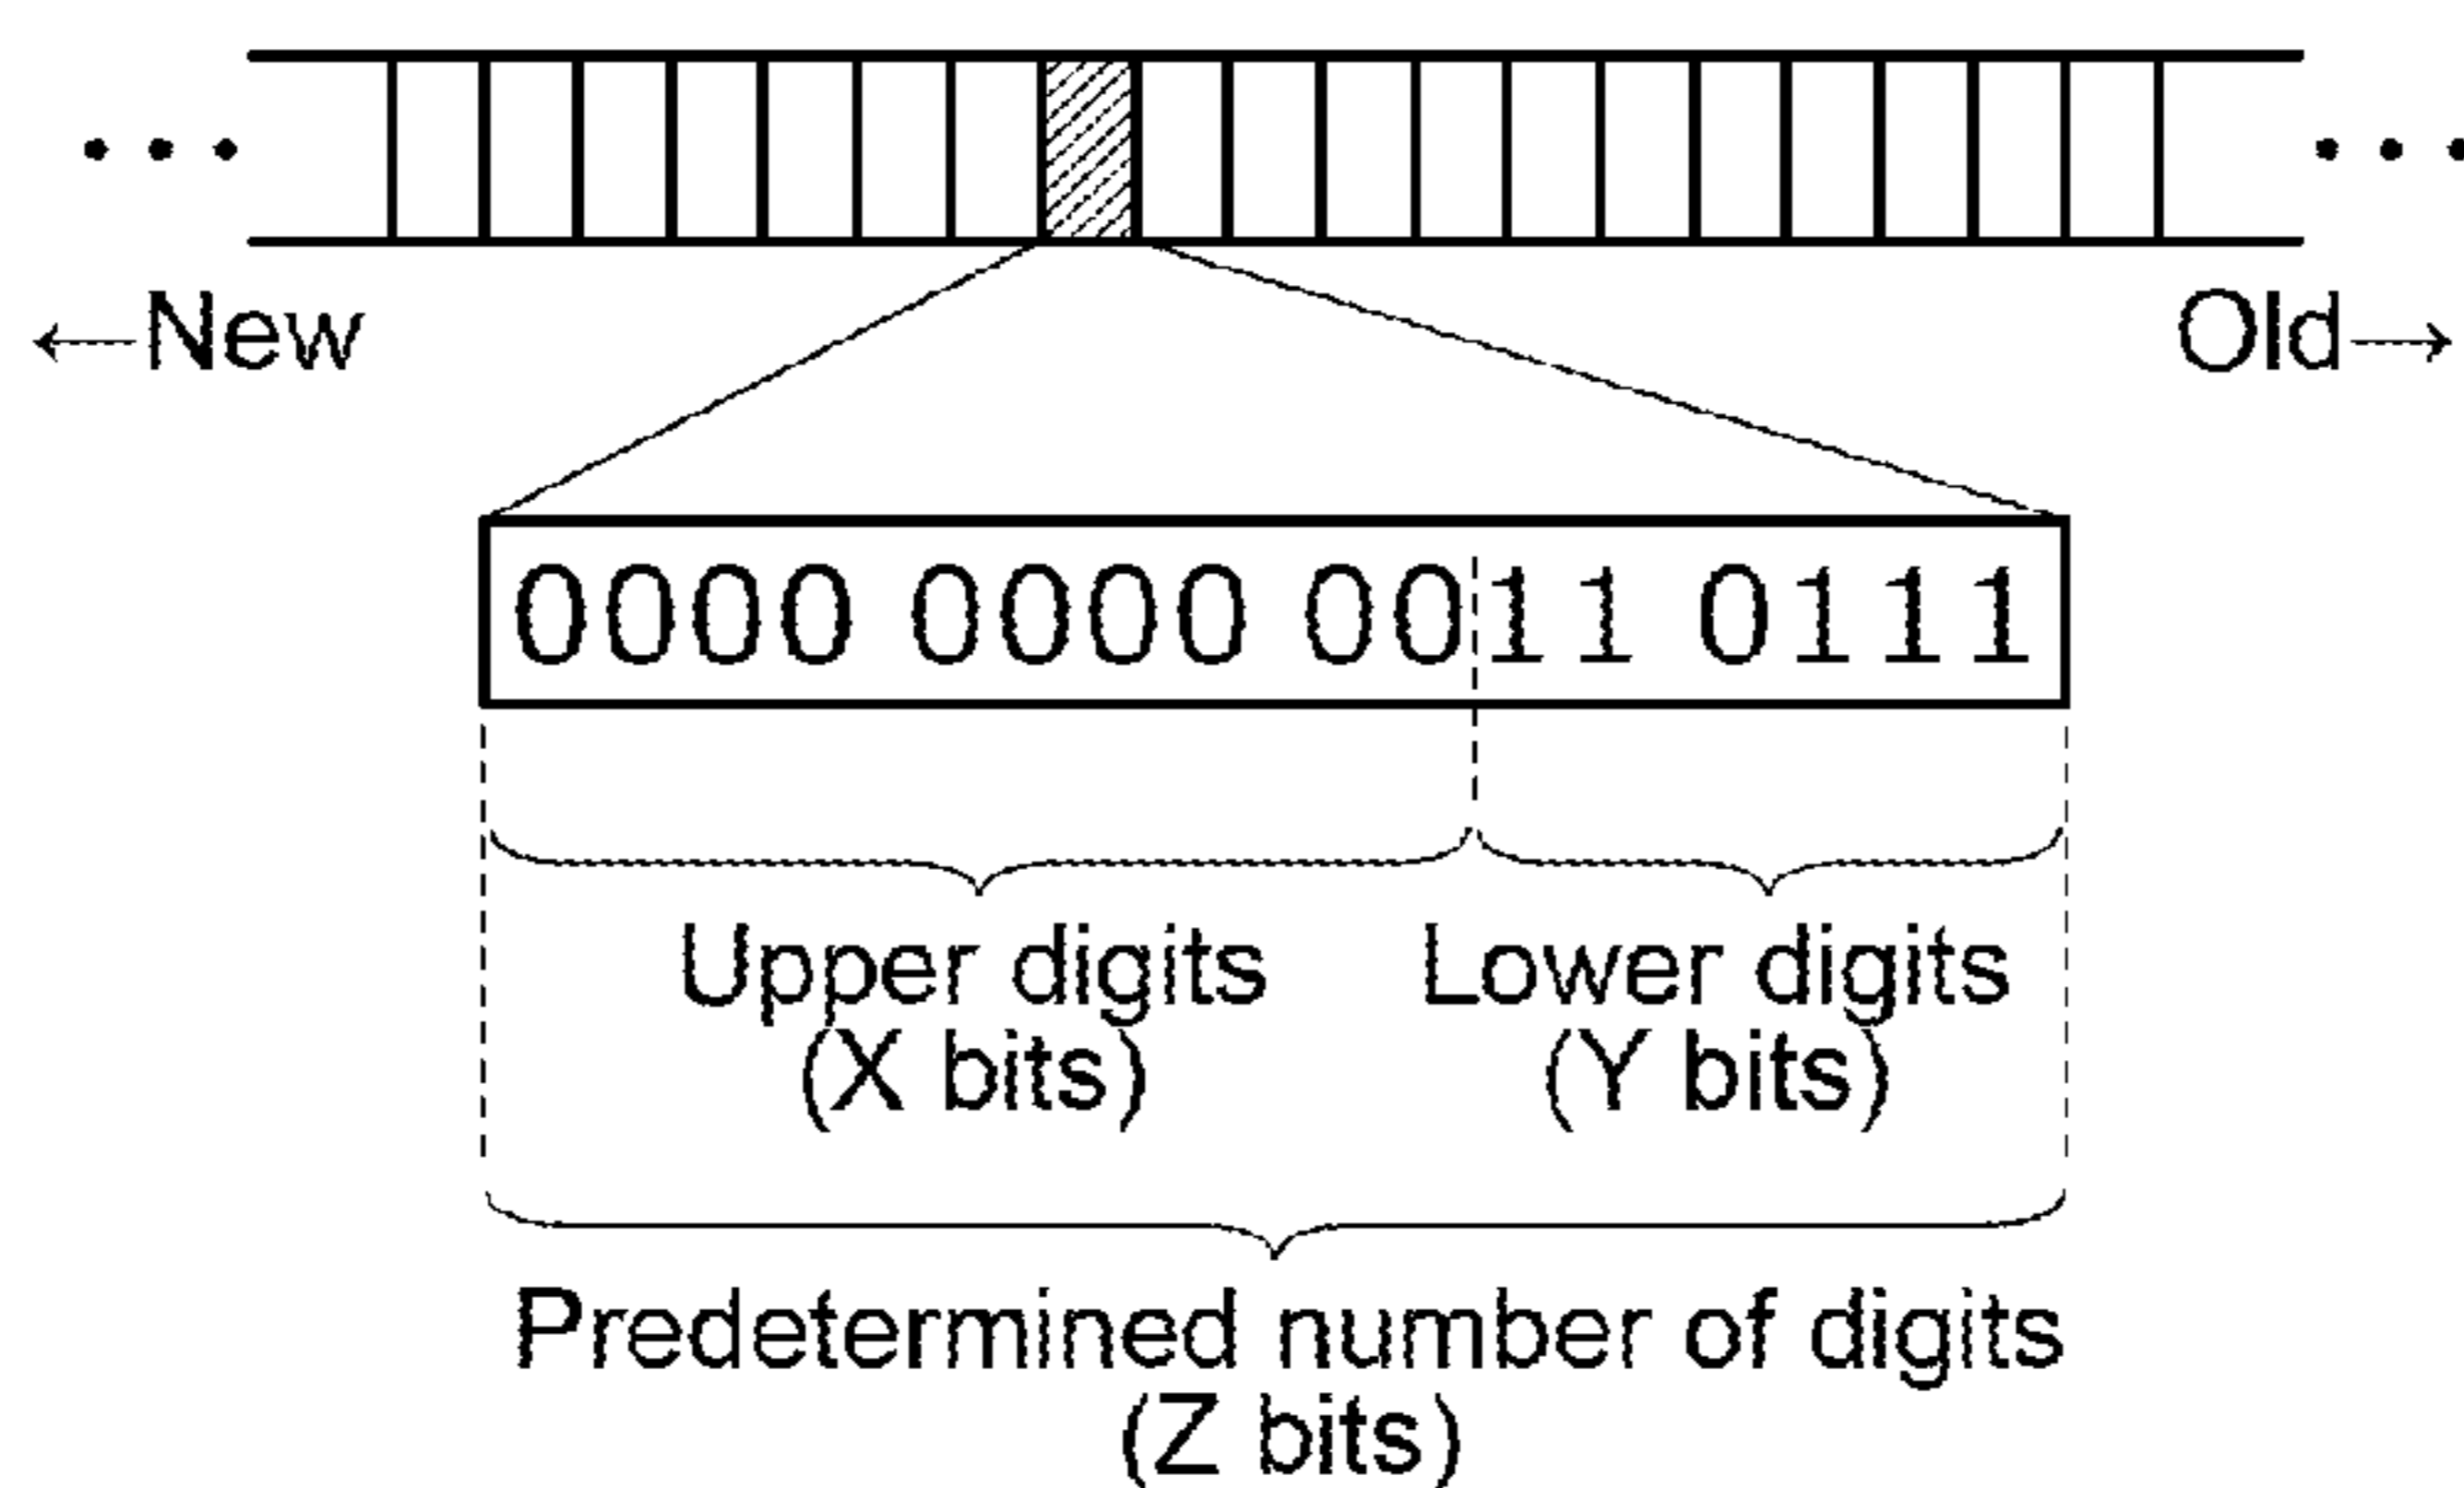 ←New Old→
0000 0000 0011 0111
Upper digits Lower digits
(X bits) (Y bits)
Predetermined number of digits
(Z bits)